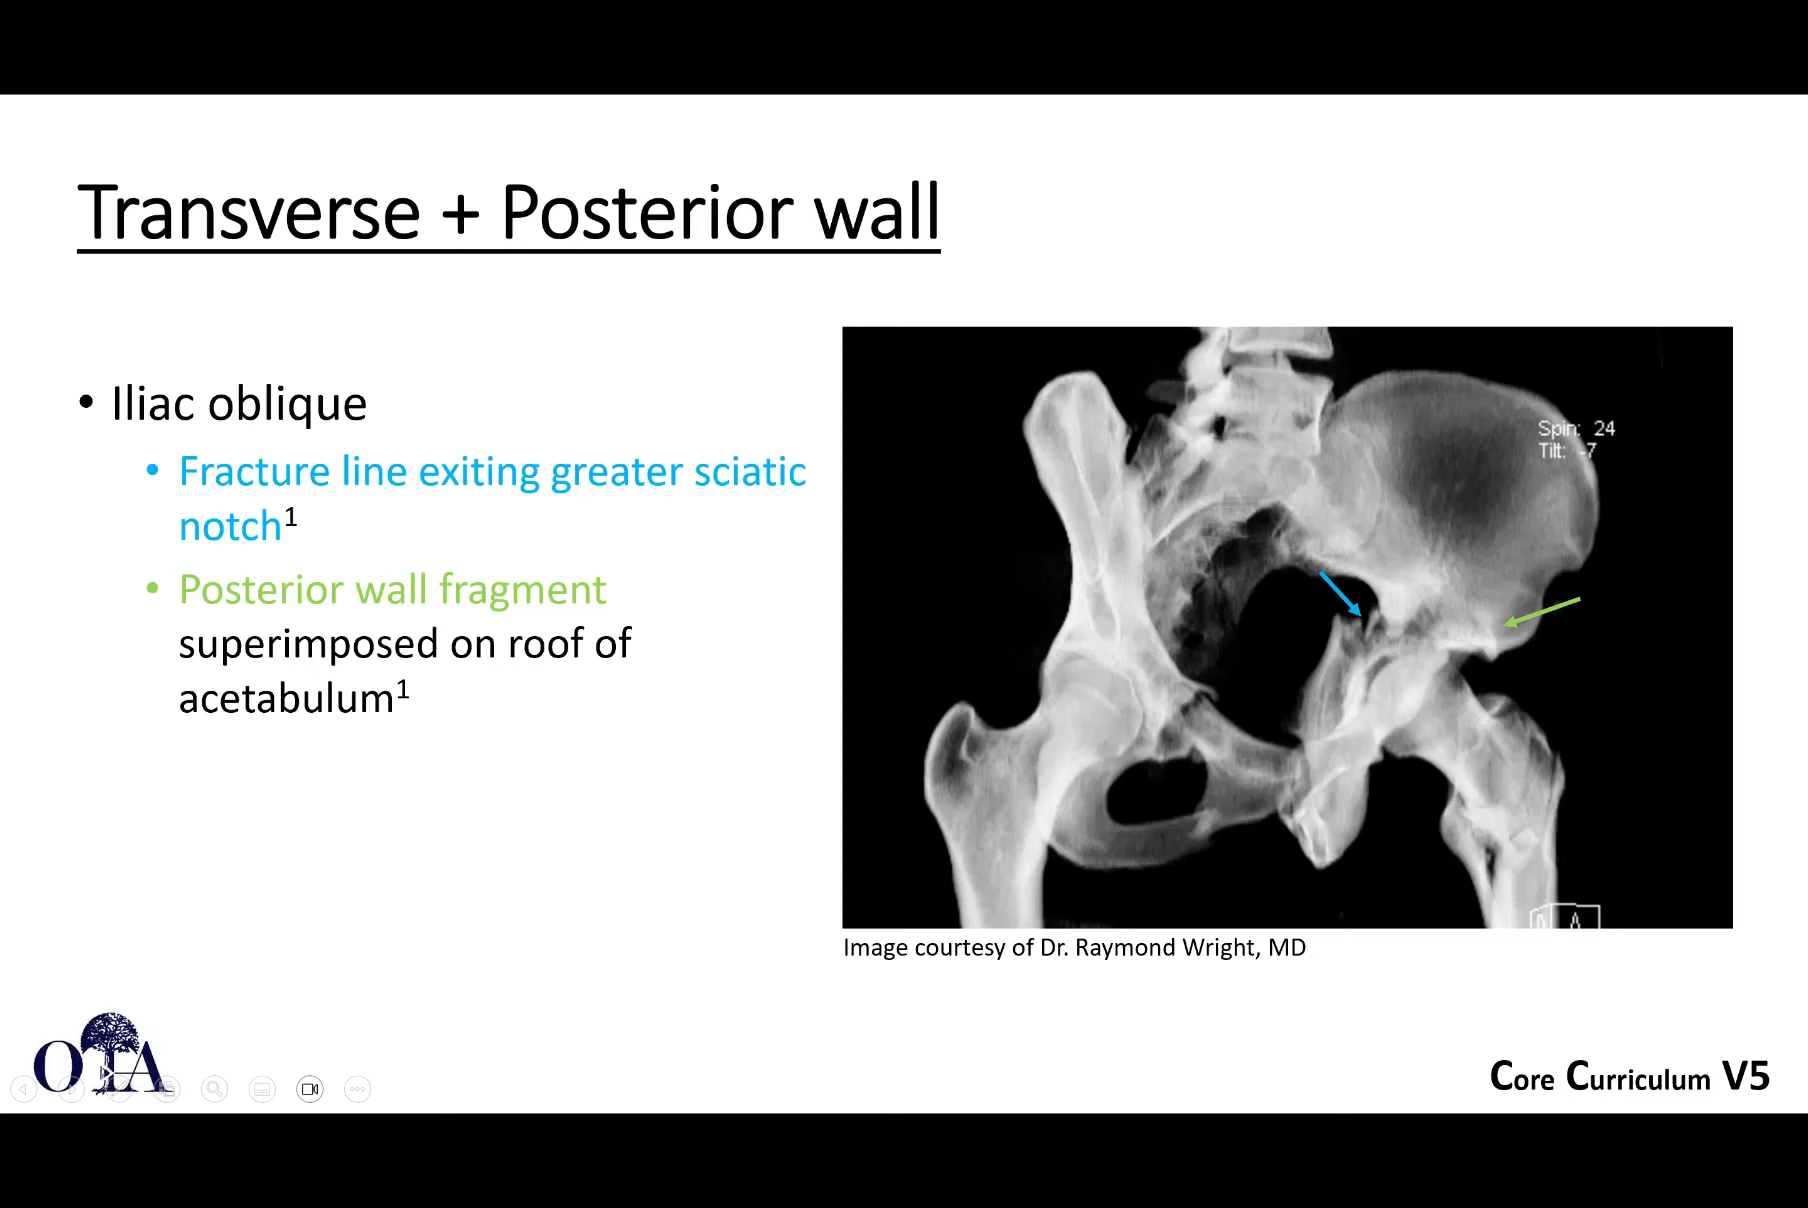 Transverse + Posterior wall
• Iliac oblique
• Fracture line exiting greater sciatic
notch1
• Posterior wall fragment
superimposed on roof of
acetabulum1
Spin: 24
Tilt: -7
A
Image courtesy of Dr. Raymond Wright, MD
OTA
Core Curriculum V5